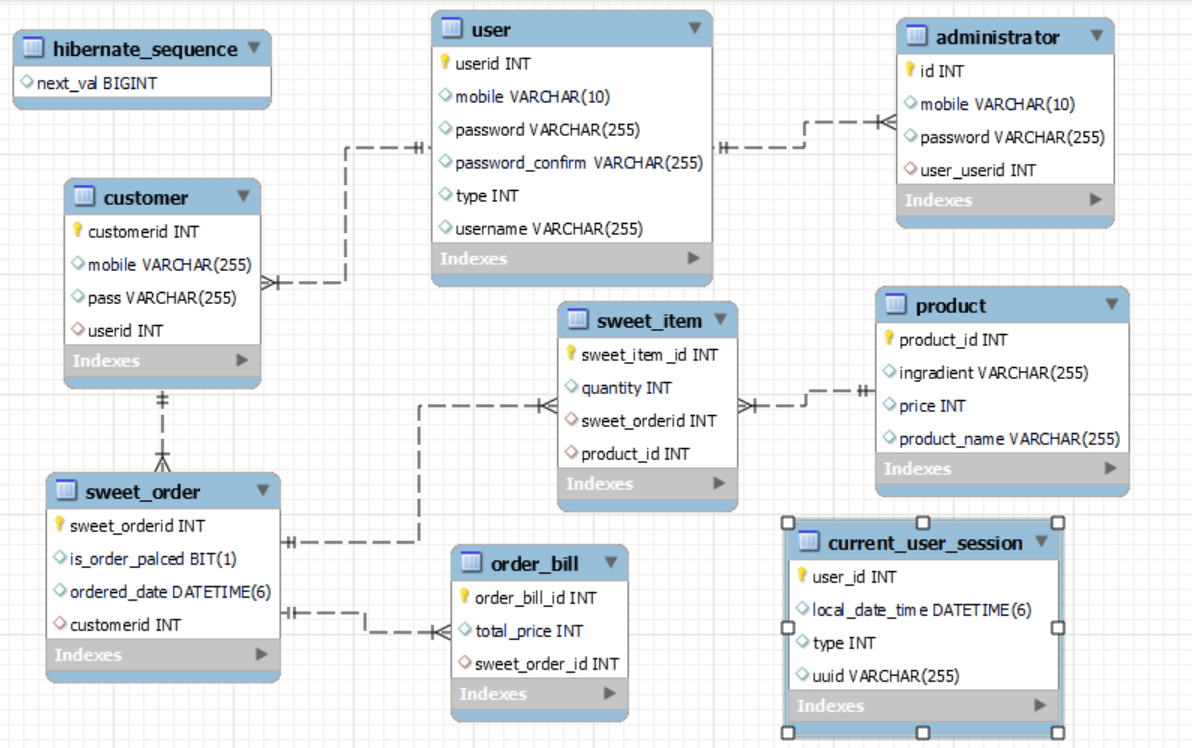 hibernate_sequence
next_val BIGINT
user
userid INT
mobile VARCHAR(10)
password VARCHAR(255)
password_confirm VARCHAR(255)
type INT
username VARCHAR(255)
Indexes
administrator
id INT
mobile VARCHAR(10)
password VARCHAR(255)
user_userid INT
Indexes
customer
customerid INT
mobile VARCHAR(255)
pass VARCHAR(255)
userid INT
Indexes
sweet_item
sweet_item_id INT
quantity INT
sweet_orderid INT
product_id INT
Indexes
product
product_id INT
ingradient VARCHAR(255)
price INT
product_name VARCHAR(255)
Indexes
sweet_order
sweet_orderid INT
is_order_palced BIT(1)
ordered_date DATETIME(6)
customerid INT
Indexes
order_bill
order_bill_id INT
total_price INT
sweet_order_id INT
Indexes
current_user_session
user_id INT
local_date_time DATETIME(6)
type INT
uuid VARCHAR(255)
Indexes